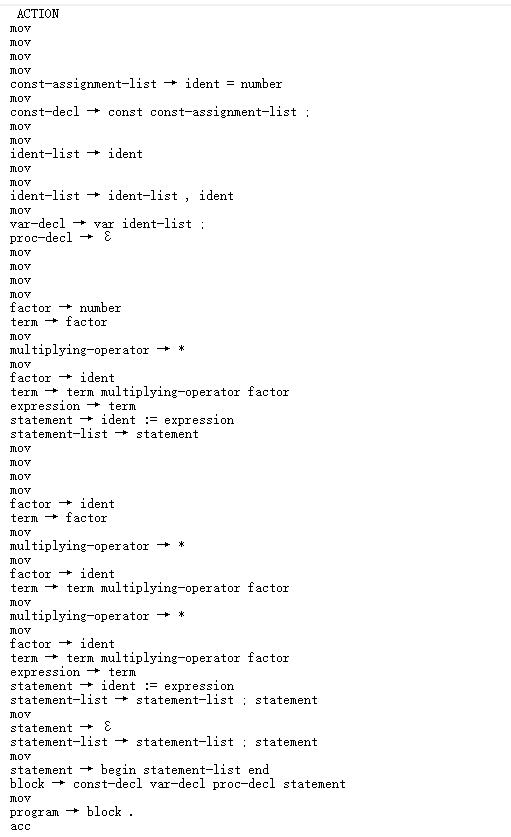 ACTION
mov
mov
mov
mov
const-assignment-list → ident = number
mov
const-decl → const const-assignment-list ;
mov
mov
ident-list → ident
mov
mov
ident-list → ident-list , ident
mov
var-decl → var ident-list ;
proc-decl → ε
mov
mov
mov
mov
factor → number
term → factor
mov
multiplying-operator → *
mov
factor → ident
term → term multiplying-operator factor
expression → term
statement → ident := expression
statement-list → statement
mov
mov
mov
mov
factor → ident
term → factor
mov
multiplying-operator → *
mov
factor → ident
term → term multiplying-operator factor
mov
multiplying-operator → *
mov
factor → ident
term → term multiplying-operator factor
expression → term
statement → ident := expression
statement-list → statement-list ; statement
mov
statement → ε
statement-list → statement-list ; statement
mov
statement → begin statement-list end
block → const-decl var-decl proc-decl statement
mov
program → block .
acc